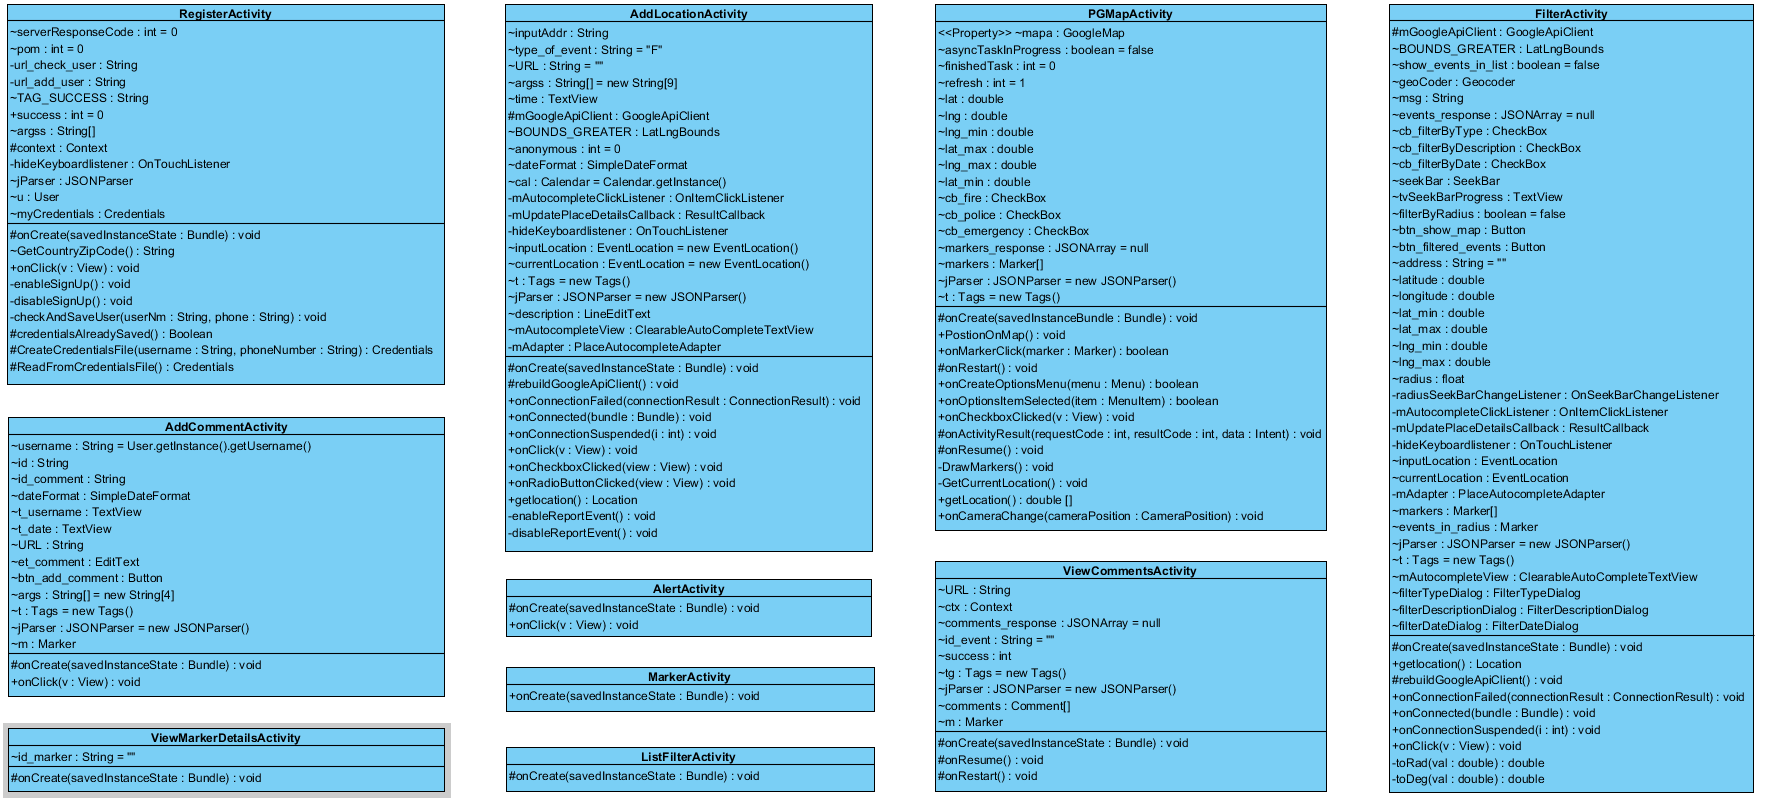 RegisterActivity
~serverResponseCode : int = 0
~pom : int = 0
-url_check_user : String
-url_add_user : String
~TAG_SUCCESS : String
+success : int = 0
~argss : String[]
#context : Context
-hideKeyboardlistener : OnTouchListener
~jParser : JSONParser
~u : User
~myCredentials : Credentials
#onCreate(savedInstanceState : Bundle) : void
~GetCountryZipCode() : String
+onClick(v : View) : void
-enableSignUp() : void
-disableSignUp() : void
-checkAndSaveUser(userNm : String, phone : String) : void
#credentialsAlreadySaved() : Boolean
#CreateCredentialsFile(username : String, phoneNumber : String) : Credentials
#ReadFromCredentialsFile() : Credentials
AddCommentActivity
~username : String = User.getInstance().getUsername()
~id : String
~id_comment : String
~dateFormat : SimpleDateFormat
~t_username : TextView
~t_date : TextView
~URL : String
~et_comment : EditText
~btn_add_comment : Button
~args : String[] = new String[4]
~t : Tags = new Tags()
~jParser : JSONParser = new JSONParser()
~m : Marker
#onCreate(savedInstanceState : Bundle) : void
+onClick(v : View) : void
ViewMarkerDetailsActivity
~id_marker : String = ""
#onCreate(savedInstanceState : Bundle) : void
AddLocationActivity
~inputAddr : String
~type_of_event : String = "F"
~URL : String = ""
~argss : String[] = new String[9]
~time : TextView
#mGoogleApiClient : GoogleApiClient
~BOUNDS_GREATER : LatLngBounds
~anonymous : int = 0
~dateFormat : SimpleDateFormat
~cal : Calendar = Calendar.getInstance()
-mAutocompleteClickListener : OnItemClickListener
-mUpdatePlaceDetailsCallback : ResultCallback
-hideKeyboardlistener : OnTouchListener
~inputLocation : EventLocation = new EventLocation()
~currentLocation : EventLocation = new EventLocation()
~t : Tags = new Tags()
~jParser : JSONParser = new JSONParser()
~description : LineEditText
~mAutocompleteView : ClearableAutoCompleteTextView
-mAdapter : PlaceAutocompleteAdapter
#onCreate(savedInstanceState : Bundle) : void
#rebuildGoogleApiClient() : void
+onConnectionFailed(connectionResult : ConnectionResult) : void
+onConnected(bundle : Bundle) : void
+onConnectionSuspended(i : int) : void
+onClick(v : View) : void
+onCheckboxClicked(view : View) : void
+onRadioButtonClicked(view : View) : void
+getlocation() : Location
-enableReportEvent() : void
-disableReportEvent() : void
AlertActivity
#onCreate(savedInstanceState : Bundle) : void
+onClick(v : View) : void
MarkerActivity
+onCreate(savedInstanceState : Bundle) : void
ListFilterActivity
#onCreate(savedInstanceState : Bundle) : void
PGMapActivity
<<Property>> ~mapa : GoogleMap
~asyncTaskInProgress : boolean = false
~finishedTask : int = 0
~refresh : int = 1
~lat : double
~lng : double
~lng_min : double
~lat_max : double
~lng_max : double
~lat_min : double
~cb_fire : CheckBox
~cb_police : CheckBox
~cb_emergency : CheckBox
~markers_response : JSONArray = null
~markers : Marker[]
~jParser : JSONParser = new JSONParser()
~t : Tags = new Tags()
#onCreate(savedInstanceBundle : Bundle) : void
+PostionOnMap() : void
+onMarkerClick(marker : Marker) : boolean
#onRestart() : void
+onCreateOptionsMenu(menu : Menu) : boolean
+onOptionsItemSelected(item : MenuItem) : boolean
+onCheckboxClicked(v : View) : void
#onActivityResult(requestCode : int, resultCode : int, data : Intent) : void
#onResume() : void
-DrawMarkers() : void
-GetCurrentLocation() : void
+getLocation() : double []
+onCameraChange(cameraPosition : CameraPosition) : void
ViewCommentsActivity
~URL : String
~ctx : Context
~comments_response : JSONArray = null
~id_event : String = ""
~success : int
~tg : Tags = new Tags()
~jParser : JSONParser = new JSONParser()
~comments : Comment[]
~m : Marker
#onCreate(savedInstanceState : Bundle) : void
#onResume() : void
#onRestart() : void
FilterActivity
#mGoogleApiClient : GoogleApiClient
~BOUNDS_GREATER : LatLngBounds
~show_events_in_list : boolean = false
~geoCoder : Geocoder
~msg : String
~events_response : JSONArray = null
~cb_filterByType : CheckBox
~cb_filterByDescription : CheckBox
~cb_filterByDate : CheckBox
~seekBar : SeekBar
~tvSeekBarProgress : TextView
~filterByRadius : boolean = false
~btn_show_map : Button
~btn_filtered_events : Button
~address : String = ""
~latitude : double
~longitude : double
~lat_min : double
~lat_max : double
~lng_min : double
~lng_max : double
~radius : float
-radiusSeekBarChangeListener : OnSeekBarChangeListener
-mAutocompleteClickListener : OnItemClickListener
-mUpdatePlaceDetailsCallback : ResultCallback
-hideKeyboardlistener : OnTouchListener
~inputLocation : EventLocation
~currentLocation : EventLocation
-mAdapter : PlaceAutocompleteAdapter
~markers : Marker[]
~events_in_radius : Marker
~jParser : JSONParser = new JSONParser()
~t : Tags = new Tags()
~mAutocompleteView : ClearableAutoCompleteTextView
~filterTypeDialog : FilterTypeDialog
~filterDescriptionDialog : FilterDescriptionDialog
~filterDateDialog : FilterDateDialog
#onCreate(savedInstanceState : Bundle) : void
+getlocation() : Location
#rebuildGoogleApiClient() : void
+onConnectionFailed(connectionResult : ConnectionResult) : void
+onConnected(bundle : Bundle) : void
+onConnectionSuspended(i : int) : void
+onClick(v : View) : void
-toRad(val : double) : double
-toDeg(val : double) : double